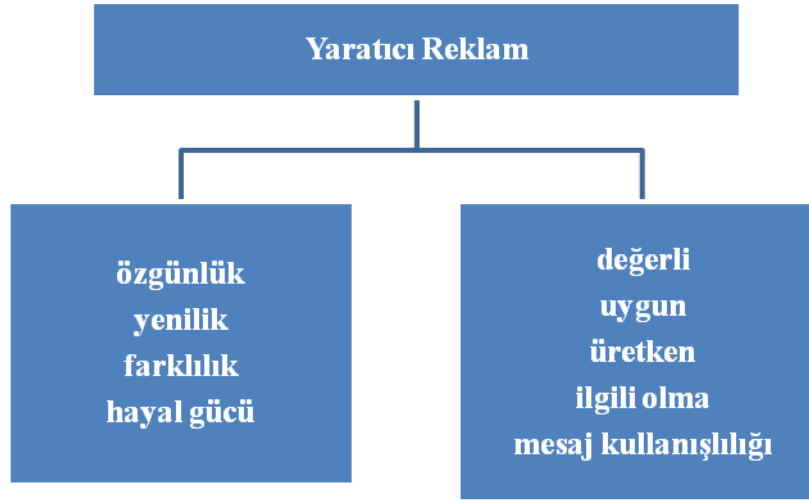 Yaratıcı Reklam
özgünlük
yenilik
farklılık
hayal gücü
değerli
uygun
üretken
ilgili olma
mesaj kullanışlılığı